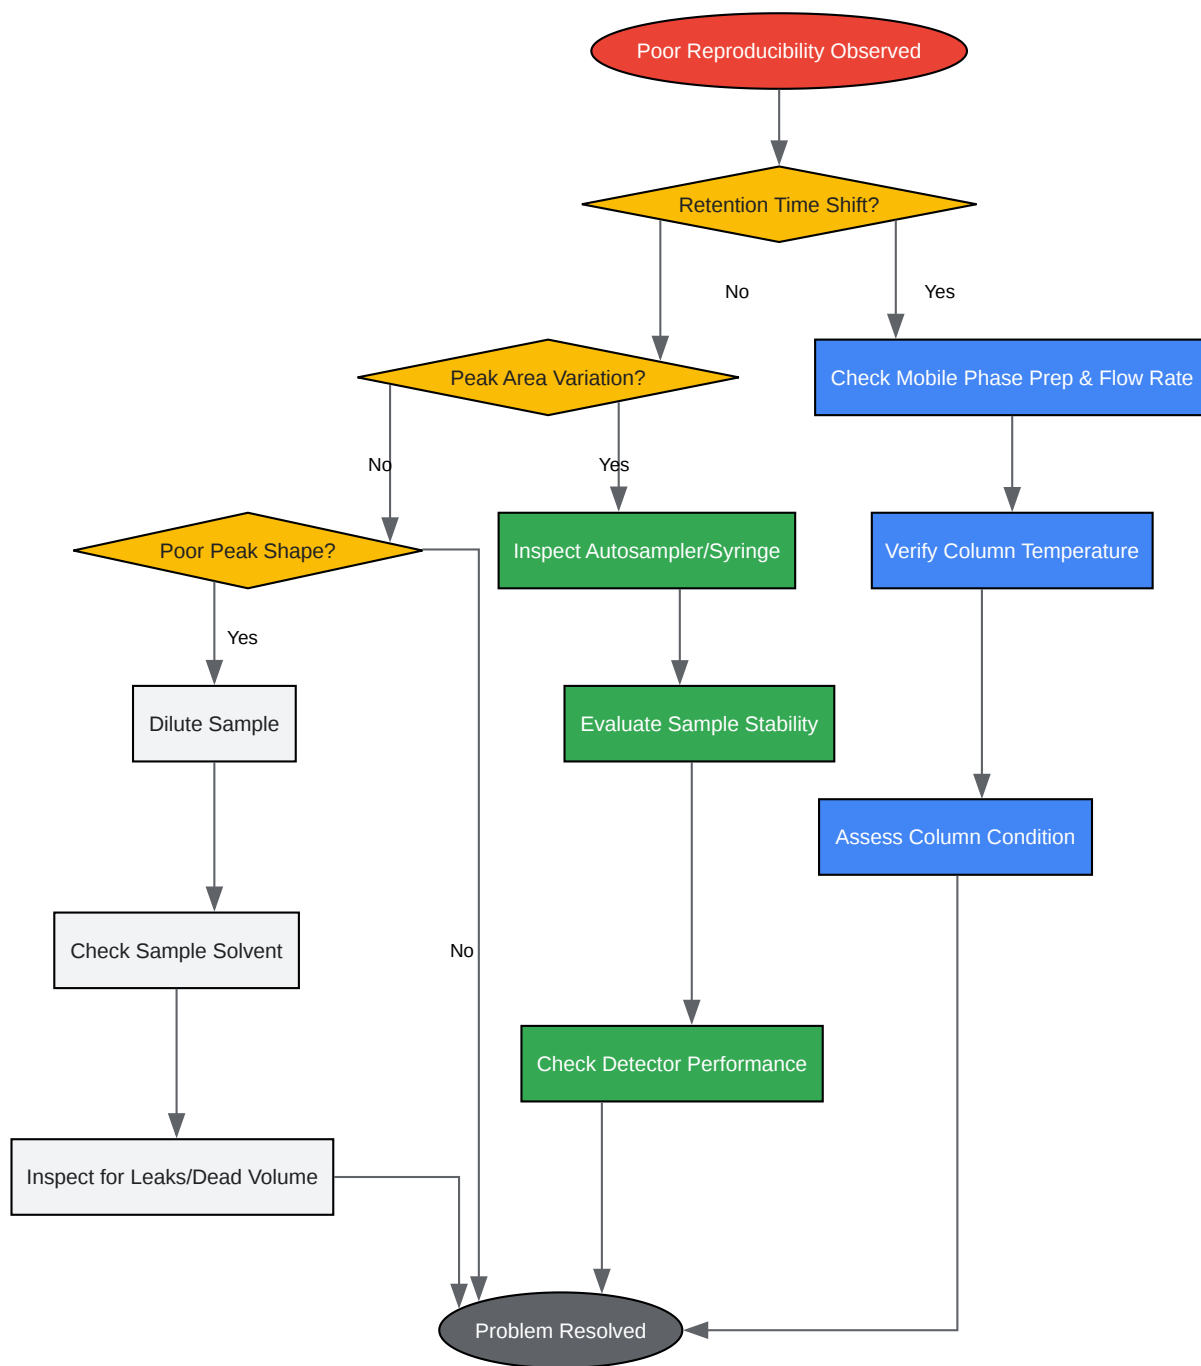 Poor Reproducibility Observed
Retention Time Shift?
No
Yes
Peak Area Variation?
Check Mobile Phase Prep & Flow Rate
No
Yes
Poor Peak Shape?
Inspect Autosampler/Syringe
Verify Column Temperature
Yes
Dilute Sample
Evaluate Sample Stability
Assess Column Condition
Check Sample Solvent
No
Check Detector Performance
Inspect for Leaks/Dead Volume
Problem Resolved